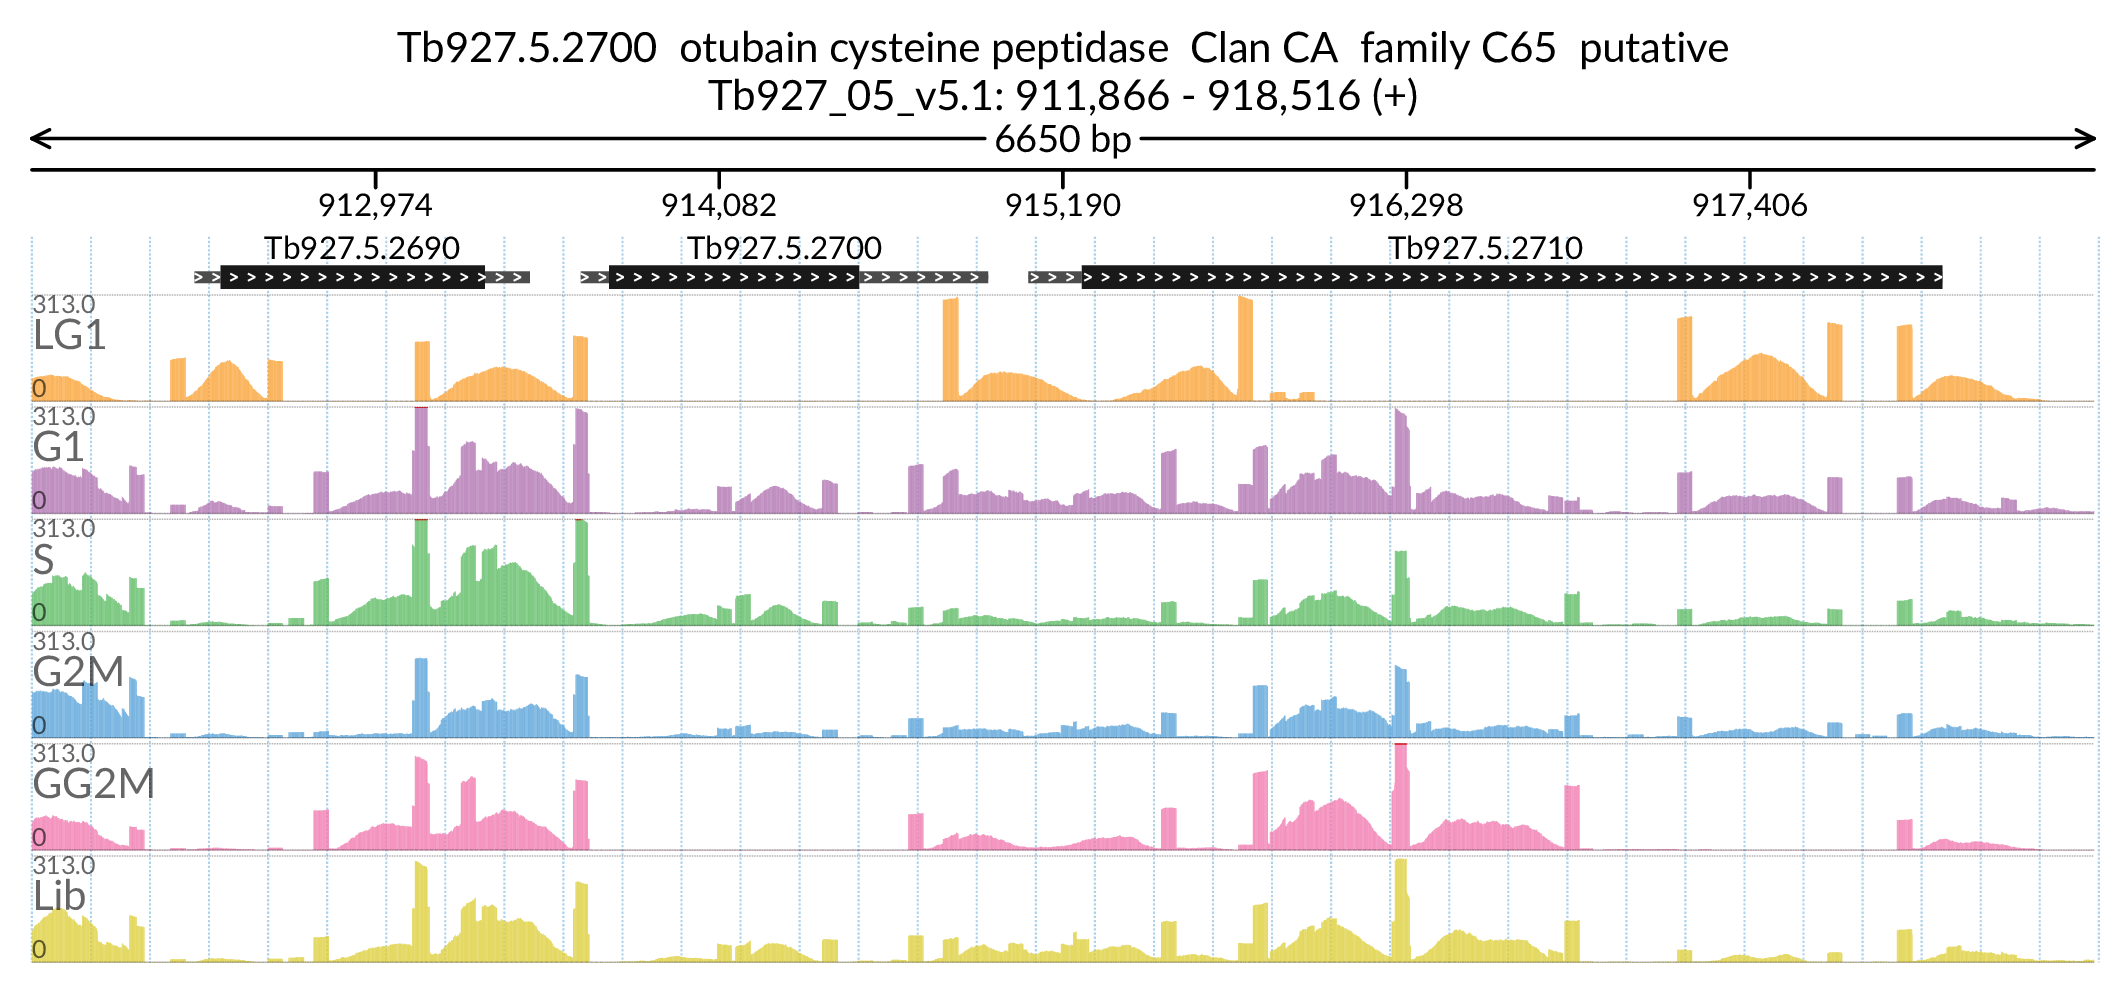 Tb927.5.2700 otubain cysteine peptidase Clan CA family C65 putative
Tb927_05_v5.1: 911,866 - 918,516 (+)
6650 bp
912,974 914,082 915,190 916,298 917,406
Tb927.5.2690 Tb927.5.2700 Tb927.5.2710
313.0
LG1
0
313.0
G1
0
313.0
S
0
313.0
G2M
0
313.0
GG2M
0
313.0
Lib
0